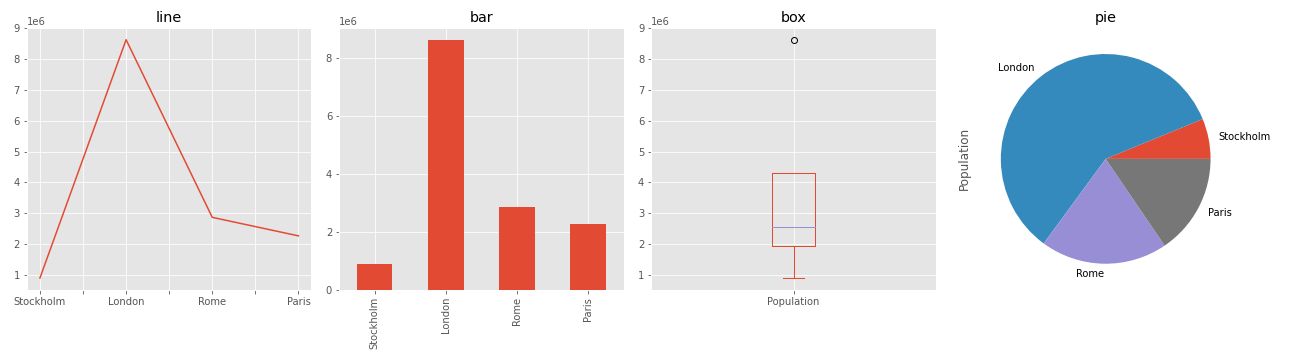 line
1e6
9
8
7
6
5
4
3
2
1
Stockholm London Rome Paris
bar
1e6
8
6
4
2
0
Stockholm
London
Rome
Paris
box
1e6
9
8
7
6
5
4
3
2
1
Population
pie
Population
London
Stockholm
Paris
Rome